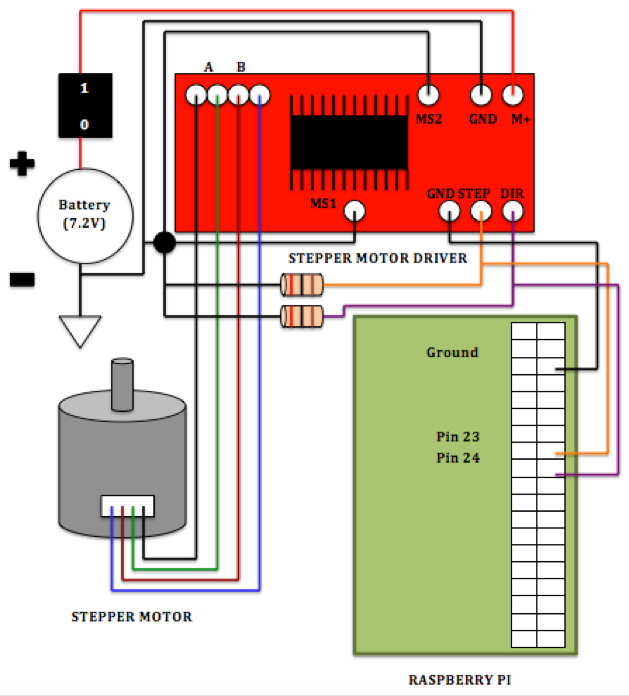 A B
1
0
MS2 GND M+
+
Battery
(7.2V)
MS1 GND STEP DIR
STEPPER MOTOR DRIVER
Ground
Pin 23
Pin 24
STEPPER MOTOR
RASPBERRY PI